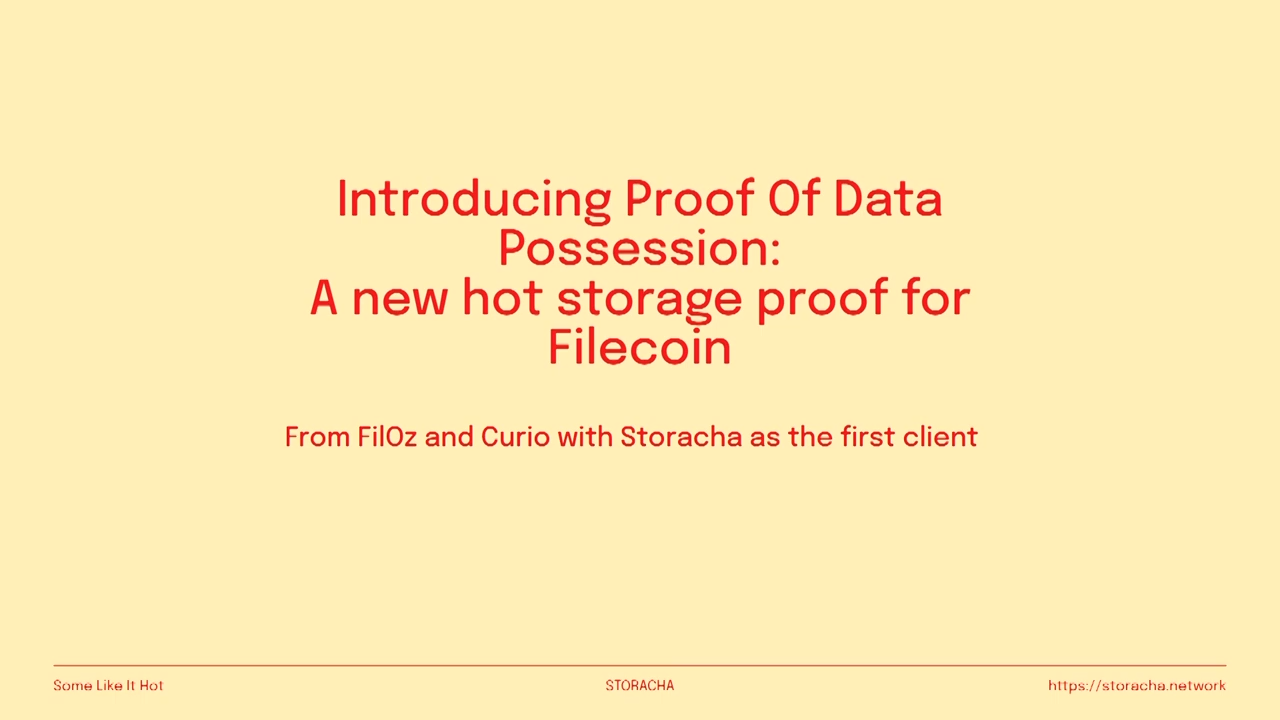 Introducing Proof Of Data
Possession:
A new hot storage proof for
Filecoin
From FilOz and Curio with Storacha as the first client
Some Like It Hot
STORACHA
https://storacha.network